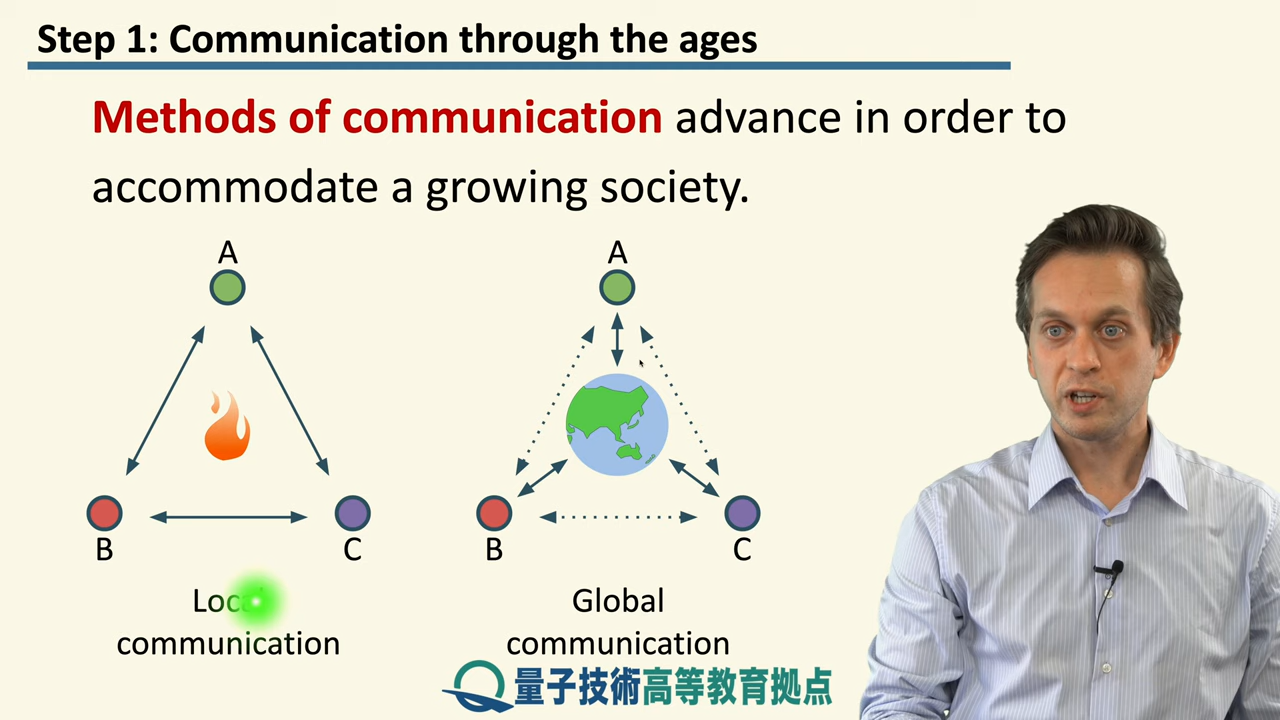 Step 1: Communication through the ages
Methods of communication advance in order to
accommodate a growing society.
A
B
C
Local
communication
A
B
C
Global
communication
量子技術高等教育拠点